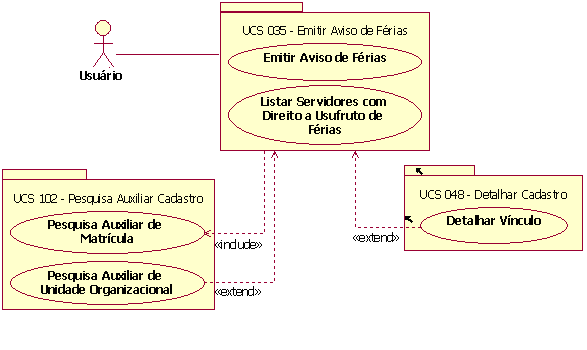 UCS 035 - Emitir Aviso de Férias
Emitir Aviso de Férias
Usuário
Listar Servidores com
Direito a Usufruto de
Férias
UCS 102 - Pesquisa Auxiliar Cadastro
UCS 048 - Detalhar Cadastro
Pesquisa Auxiliar de
Matrícula
Detalhar Vínculo
«include»
«extend»
Pesquisa Auxiliar de
Unidade Organizacional
«extend»